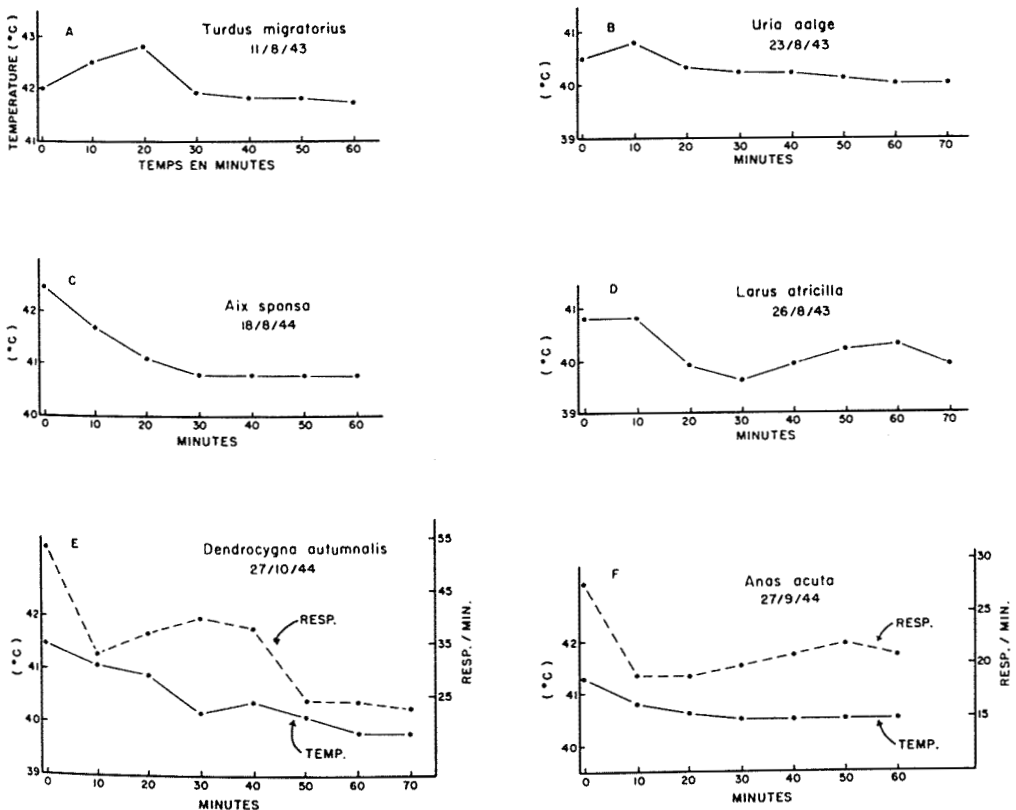 A
Turdus migratorius
11/8/43
TEMPERATURE (°C)
43
42
41
0 10 20 30 40 50 60
TEMPS EN MINUTES
B
Uria aalge
23/8/43
(°C)
41
40
39
0 10 20 30 40 50 60 70
MINUTES
C
Aix sponsa
18/8/44
(°C)
42
41
40
0 10 20 30 40 50 60
MINUTES
D
Larus atricilla
26/8/43
(°C)
41
40
39
0 10 20 30 40 50 60 70
MINUTES
E
Dendrocygna autumnalis
27/10/44
(°C)
42
41
40
39
RESP.
TEMP.
55
45
35
25
RESP./MIN.
0 10 20 30 40 50 60 70
MINUTES
F
Anas acuta
27/9/44
(°C)
42
41
40
RESP.
TEMP.
30
25
20
15
RESP./MIN.
0 10 20 30 40 50 60
MINUTES